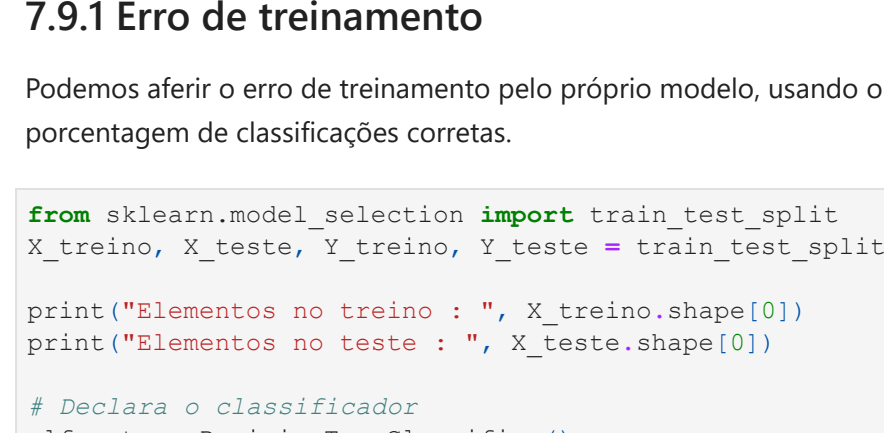 7.9.1 Erro de treinamento
Podemos aferir o erro de treinamento pelo próprio modelo, usando o
porcentagem de classificações corretas.
from sklearn.model_selection import train_test_split
X_treino, X_teste, Y_treino, Y_teste = train_test_split
print("Elementos no treino : ", X_treino.shape[0])
print("Elementos no teste : ", X_teste.shape[0])
# Declara o classificador